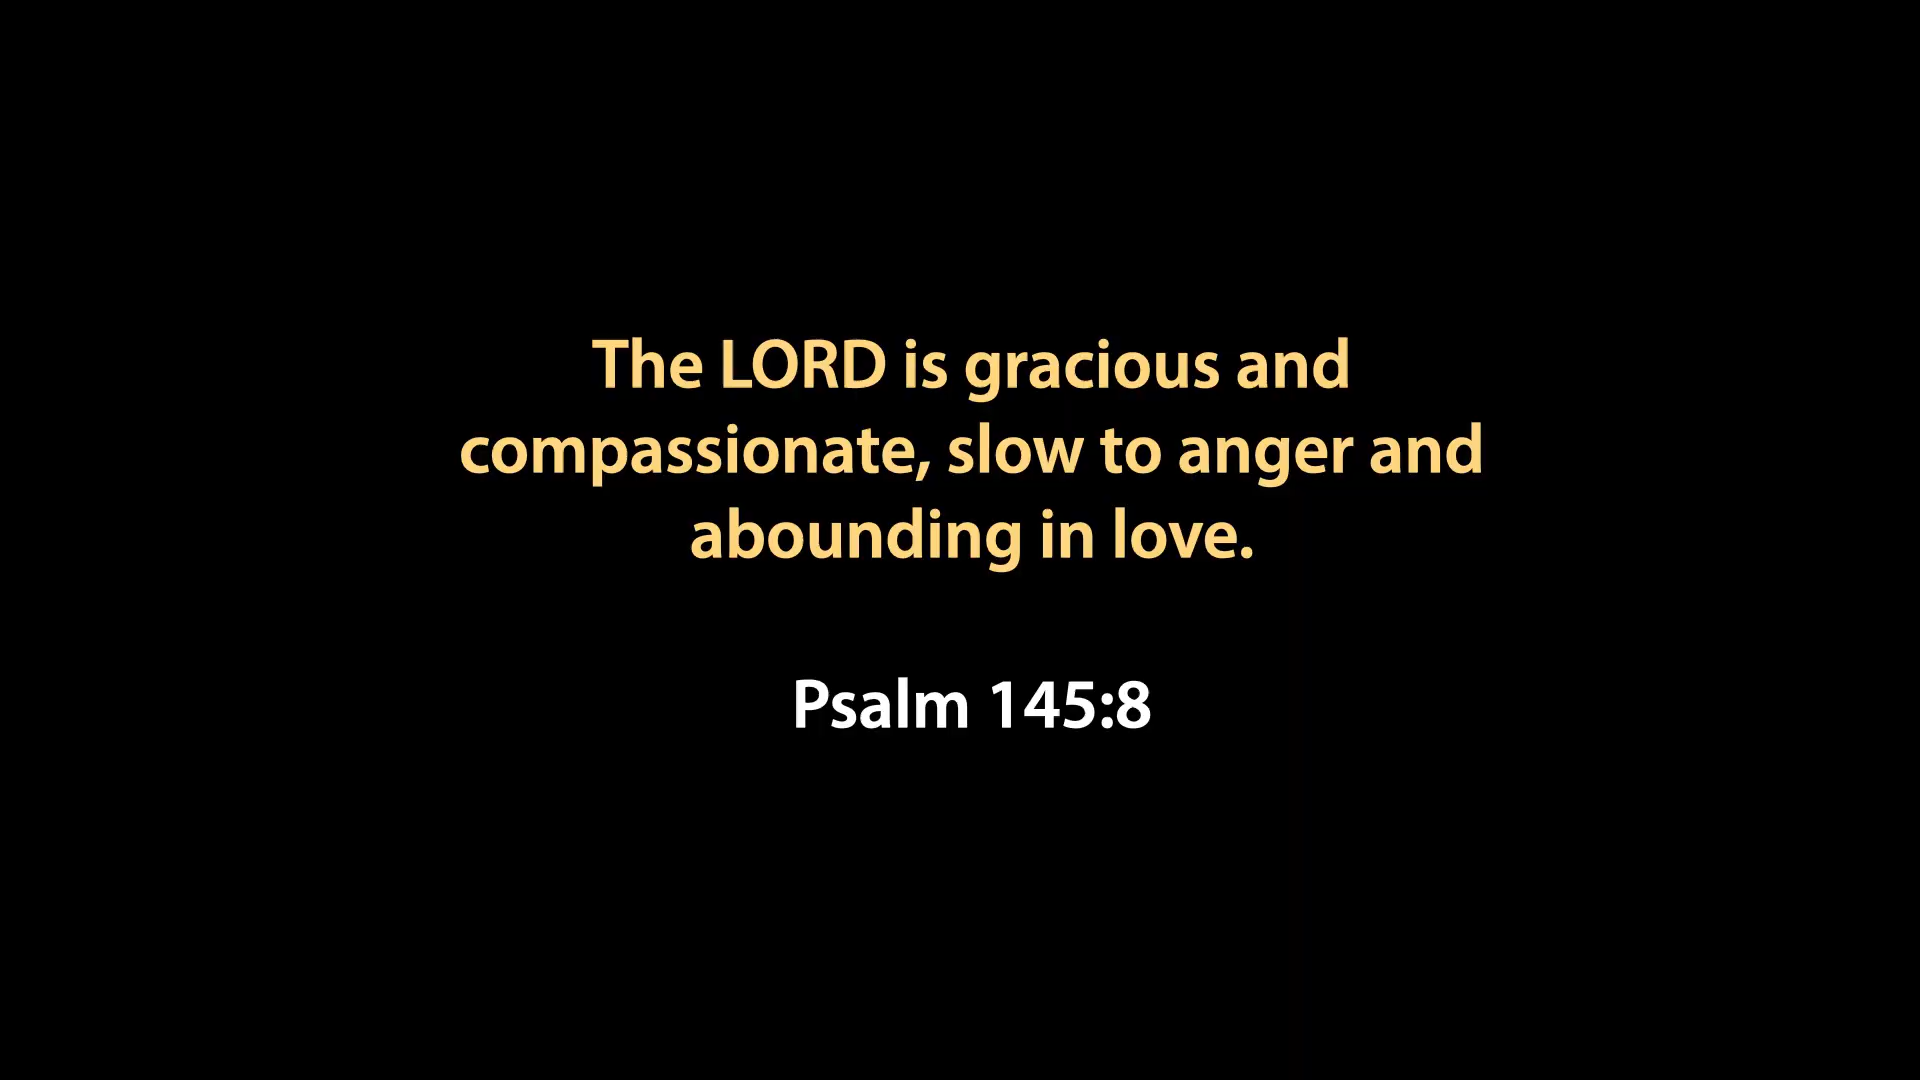 The LORD is gracious and
compassionate, slow to anger and
abounding in love.
Psalm 145:8